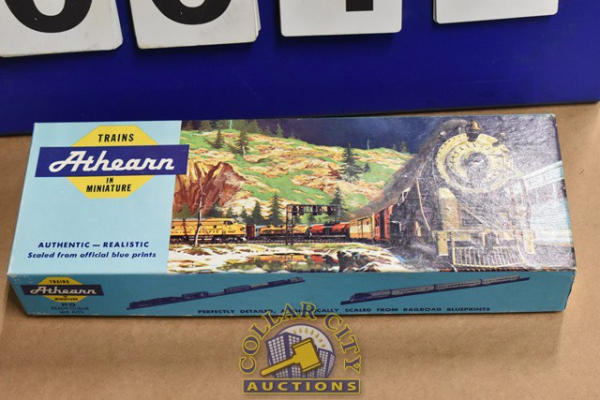 TRAINS
Athearn
IN
MINIATURE
AUTHENTIC — REALISTIC
Scaled from official blue prints
TRAINS
Athearn
IN MINIATURE
PERFECTLY DETAILED SCALED FROM RAILROAD BLUEPRINTS
COLLAR CITY
AUCTIONS